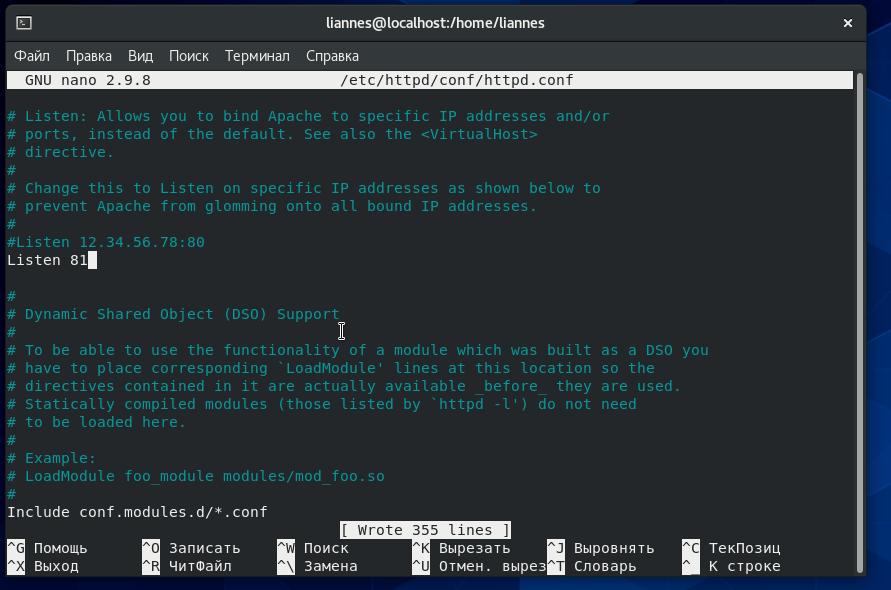 liannes@localhost:/home/liannes
Файл Правка Вид Поиск Терминал Справка
GNU nano 2.9.8 /etc/httpd/conf/httpd.conf
# Listen: Allows you to bind Apache to specific IP addresses and/or
# ports, instead of the default. See also the <VirtualHost>
# directive.
#
# Change this to Listen on specific IP addresses as shown below to
# prevent Apache from glomming onto all bound IP addresses.
#
#Listen 12.34.56.78:80
Listen 81
#
# Dynamic Shared Object (DSO) Support
#
# To be able to use the functionality of a module which was built as a DSO you
# have to place corresponding `LoadModule' lines at this location so the
# directives contained in it are actually available _before_ they are used.
# Statically compiled modules (those listed by `httpd -l') do not need
# to be loaded here.
#
# Example:
# LoadModule foo_module modules/mod_foo.so
#
Include conf.modules.d/*.conf
[ Wrote 355 lines ]
^G Помощь ^O Записать ^W Поиск ^K Вырезать ^J Выровнять ^C ТекПозиц
^X Выход ^R ЧитФайл ^\ Замена ^U Отмен. вырез ^T Словарь ^_ К строке